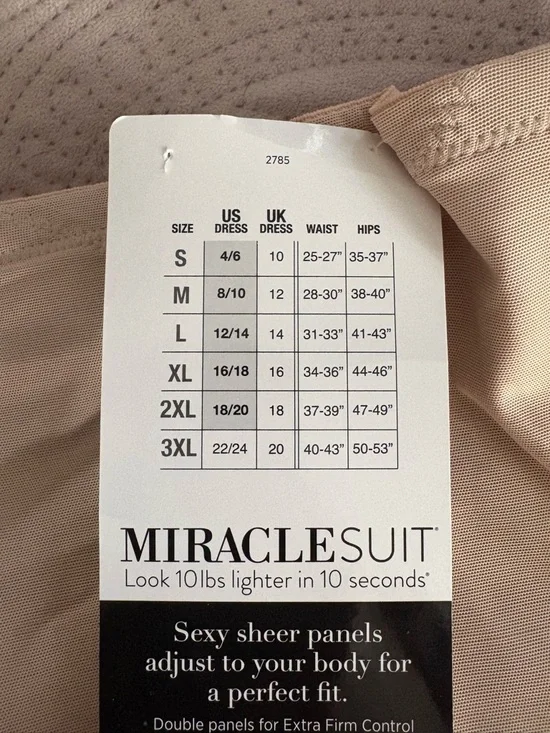 2785
SIZE US DRESS UK DRESS WAIST HIPS
S 4/6 10 25-27” 35-37”
M 8/10 12 28-30” 38-40”
L 12/14 14 31-33” 41-43”
XL 16/18 16 34-36” 44-46”
2XL 18/20 18 37-39” 47-49”
3XL 22/24 20 40-43” 50-53”
MIRACLESUIT®
Look 10lbs lighter in 10 seconds®
Sexy sheer panels
adjust to your body for
a perfect fit.
• Double panels for Extra Firm Control